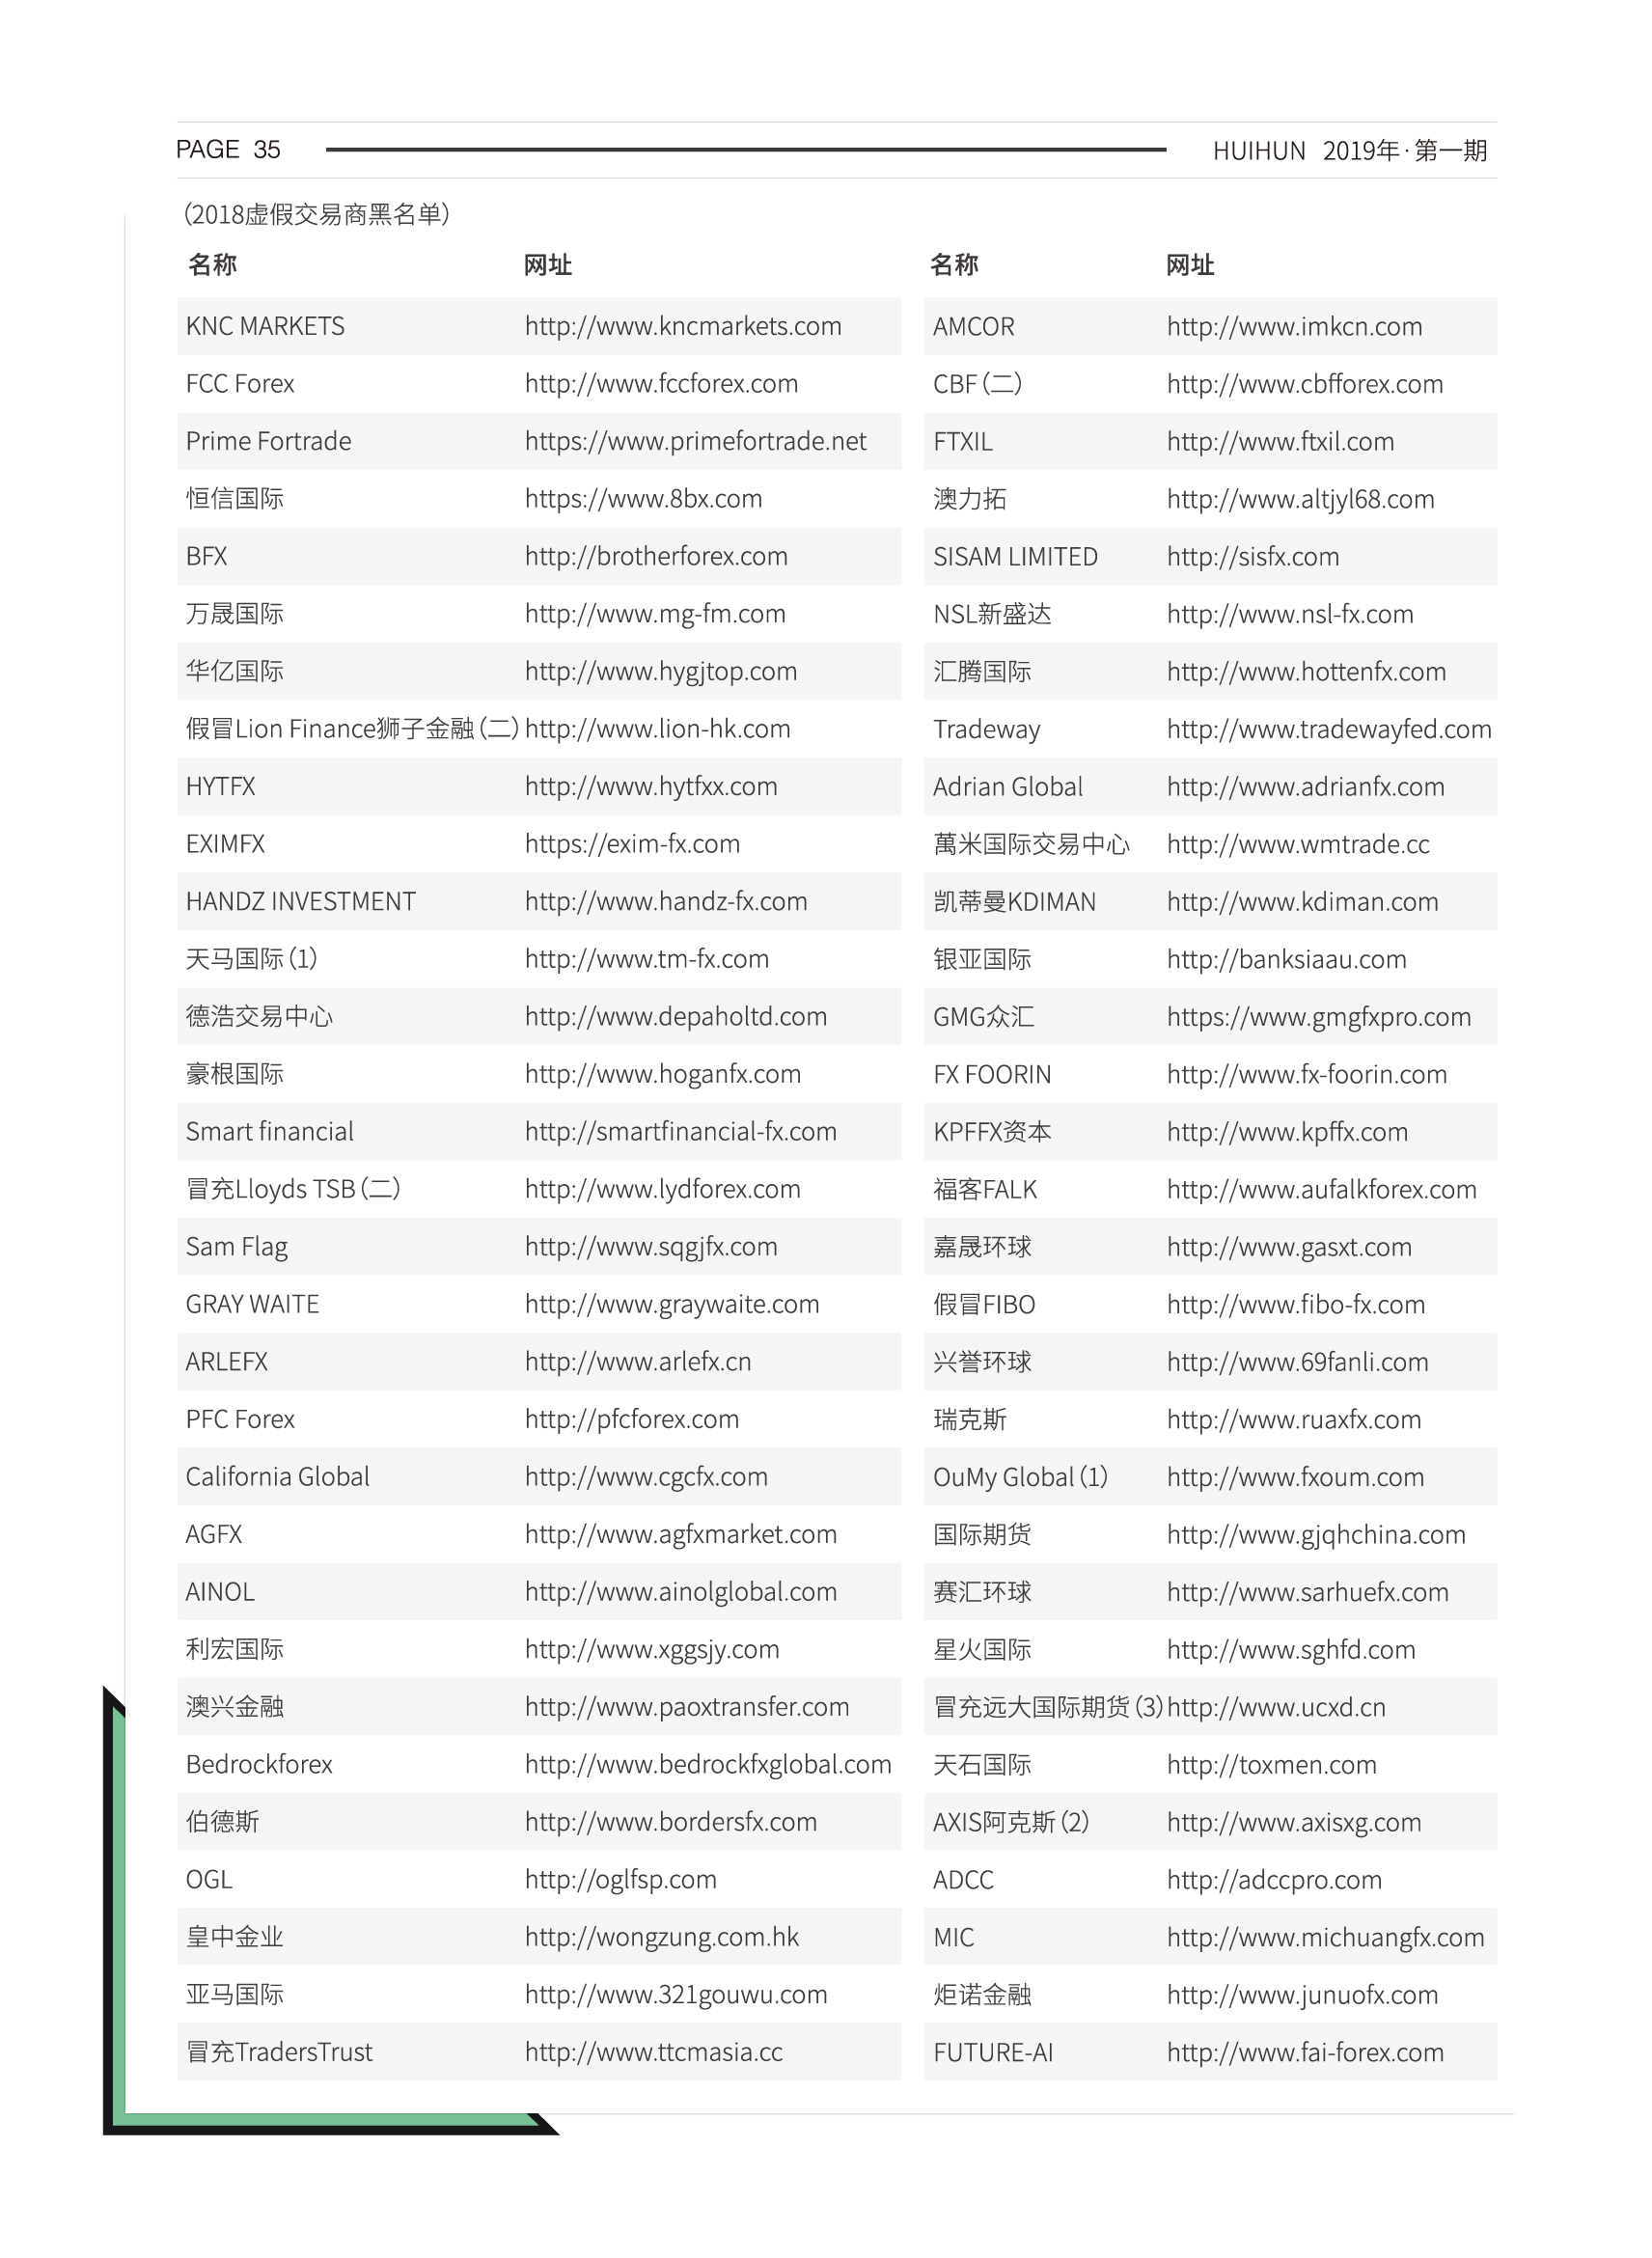 PAGE 35 HUIHUN 2019年·第一期
(2018虚假交易商黑名单)
名称 网址 名称 网址
KNC MARKETS http://www.kncmarkets.com AMCOR http://www.imkcn.com
FCC Forex http://www.fccforex.com CBF(二) http://www.cbfforex.com
Prime Fortrade https://www.primefortrade.net FTXIL http://www.ftxil.com
恒信国际 https://www.8bx.com 澳力拓 http://www.altjyl68.com
BFX http://brotherforex.com SISAM LIMITED http://sisfx.com
万晟国际 http://www.mg-fm.com NSL新盛达 http://www.nsl-fx.com
华亿国际 http://www.hygjtop.com 汇腾国际 http://www.hottenfx.com
假冒Lion Finance狮子金融(二) http://www.lion-hk.com Tradeway http://www.tradewayfed.com
HYTFX http://www.hytfxx.com Adrian Global http://www.adrianfx.com
EXIMFX https://exim-fx.com 萬米国际交易中心 http://www.wmtrade.cc
HANDZ INVESTMENT http://www.handz-fx.com 凯蒂曼KDIMAN http://www.kdiman.com
天马国际(1) http://www.tm-fx.com 银亚国际 http://banksiaau.com
德浩交易中心 http://www.depaholtd.com GMG众汇 https://www.gmgfxpro.com
豪根国际 http://www.hoganfx.com FX FOORIN http://www.fx-foorin.com
Smart financial http://smartfinancial-fx.com KPFFX资本 http://www.kpffx.com
冒充Lloyds TSB(二) http://www.lydforex.com 福客FALK http://www.aufalkforex.com
Sam Flag http://www.sqgjfx.com 嘉晟环球 http://www.gasxt.com
GRAY WAITE http://www.graywaite.com 假冒FIBO http://www.fibo-fx.com
ARLEFX http://www.arlefx.cn 兴誉环球 http://www.69fanli.com
PFC Forex http://pfcforex.com 瑞克斯 http://www.ruaxfx.com
California Global http://www.cgcfx.com OuMy Global(1) http://www.fxoum.com
AGFX http://www.agfxmarket.com 国际期货 http://www.gjqhchina.com
AINOL http://www.ainolglobal.com 赛汇环球 http://www.sarhuefx.com
利宏国际 http://www.xggsjy.com 星火国际 http://www.sghfd.com
澳兴金融 http://www.paoxtransfer.com 冒充远大国际期货(3) http://www.ucxd.cn
Bedrockforex http://www.bedrockfxglobal.com 天石国际 http://toxmen.com
伯德斯 http://www.bordersfx.com AXIS阿克斯(2) http://www.axisxg.com
OGL http://oglfsp.com ADCC http://adccpro.com
皇中金业 http://wongzung.com.hk MIC http://www.michuangfx.com
亚马国际 http://www.321gouwu.com 炬诺金融 http://www.junuofx.com
冒充TradersTrust http://www.ttcmasia.cc FUTURE-AI http://www.fai-forex.com